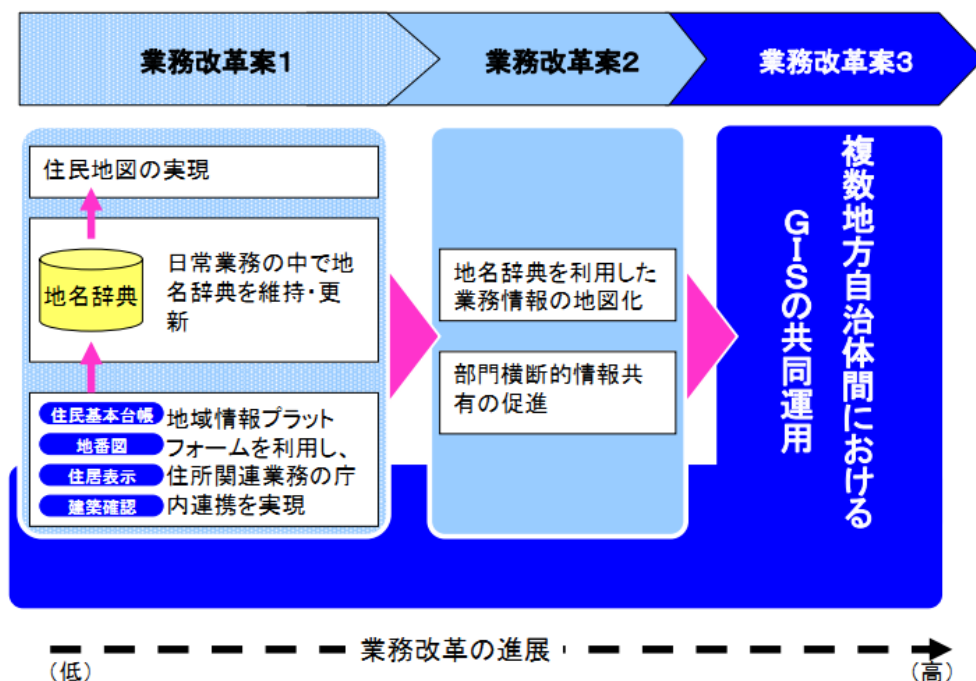 業務改革案1
業務改革案2
業務改革案3
住民地図の実現
地名辞典
日常業務の中で地
名辞典を維持・更
新
住民基本台帳
地番図
住居表示
建築確認
地域情報プラット
フォームを利用し、
住所関連業務の庁
内連携を実現
地名辞典を利用した
業務情報の地図化
部門横断的情報共
有の促進
複数地方自治体間における
GISの共同運用
業務改革の進展
(低)
(高)